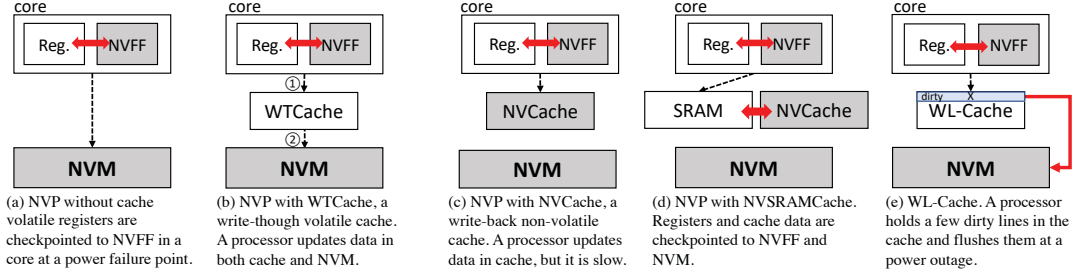 core
Reg.
NVFF
NVM
(a) NVP without cache
volatile registers are
checkpointed to NVFF in a
core at a power failure point.
core
Reg.
NVFF
①
WTCache
②
NVM
(b) NVP with WTCache, a
write-though volatile cache.
A processor updates data in
both cache and NVM.
core
Reg.
NVFF
NVCache
NVM
(c) NVP with NVCache, a
write-back non-volatile
cache. A processor updates
data in cache, but it is slow.
core
Reg.
NVFF
SRAM
NVCache
NVM
(d) NVP with NVSRAMCache.
Registers and cache data are
checkpointed to NVFF and
NVM.
core
Reg.
NVFF
dirty X
WL-Cache
NVM
(e) WL-Cache. A processor
holds a few dirty lines in the
cache and flushes them at a
power outage.